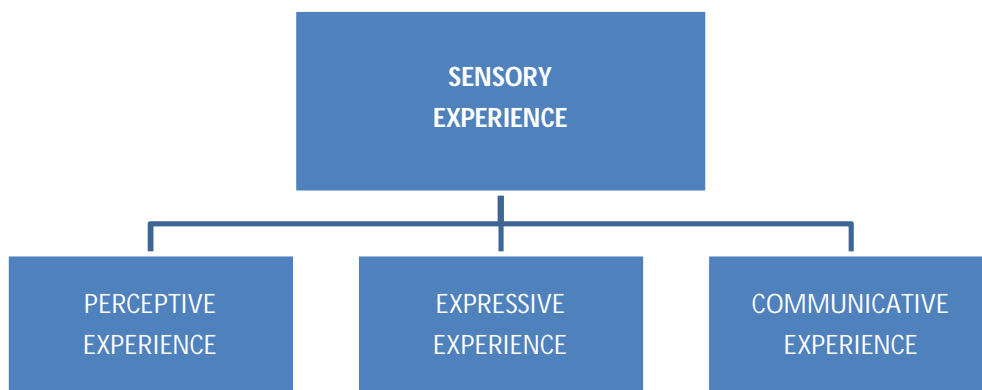 SENSORY
EXPERIENCE
PERCEPTIVE
EXPERIENCE
EXPRESSIVE
EXPERIENCE
COMMUNICATIVE
EXPERIENCE